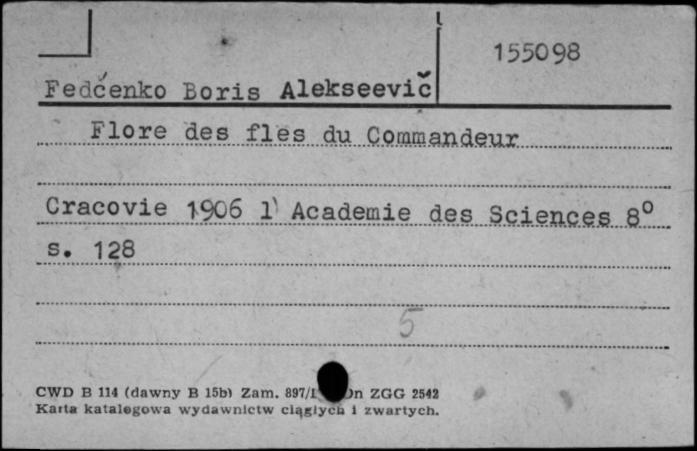 155098
Fedćenko Boris Alekseevič
Flore des fles du Commandeur
Cracovie 1906 l' Academie des Sciences 8°
s. 128
5
CWD B 114 (dawny B 15b) Zam. 897/ ZGG 2542
Karta katalogowa wydawnictw ciągłych i zwartych.